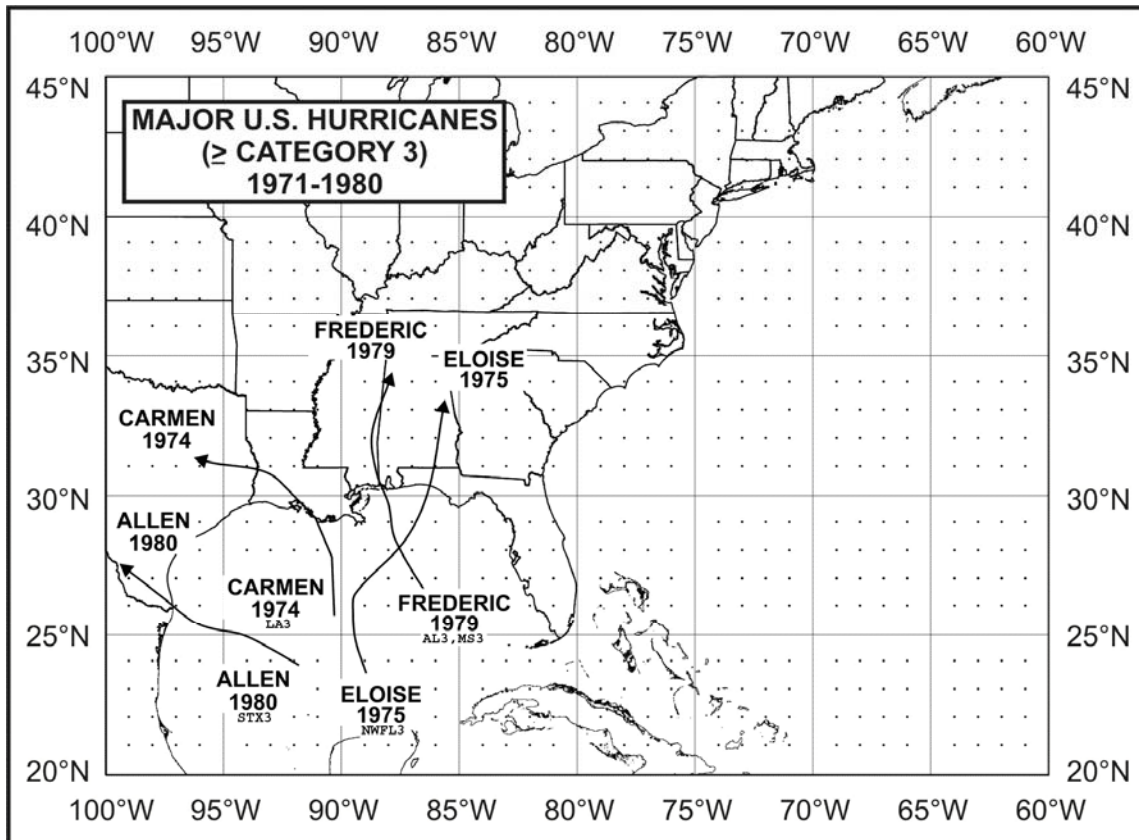 100°W 95°W 90°W 85°W 80°W 75°W 70°W 65°W 60°W
45°N 45°N
MAJOR U.S. HURRICANES
(≥ CATEGORY 3)
1971-1980
40°N 40°N
FREDERIC
1979
ELOISE
1975
35°N 35°N
CARMEN
1974
30°N 30°N
ALLEN
1980
CARMEN
1974
LA3
FREDERIC
1979
AL3,MS3
25°N 25°N
ALLEN
1980
STX3
ELOISE
1975
NWFL3
20°N 20°N
100°W 95°W 90°W 85°W 80°W 75°W 70°W 65°W 60°W